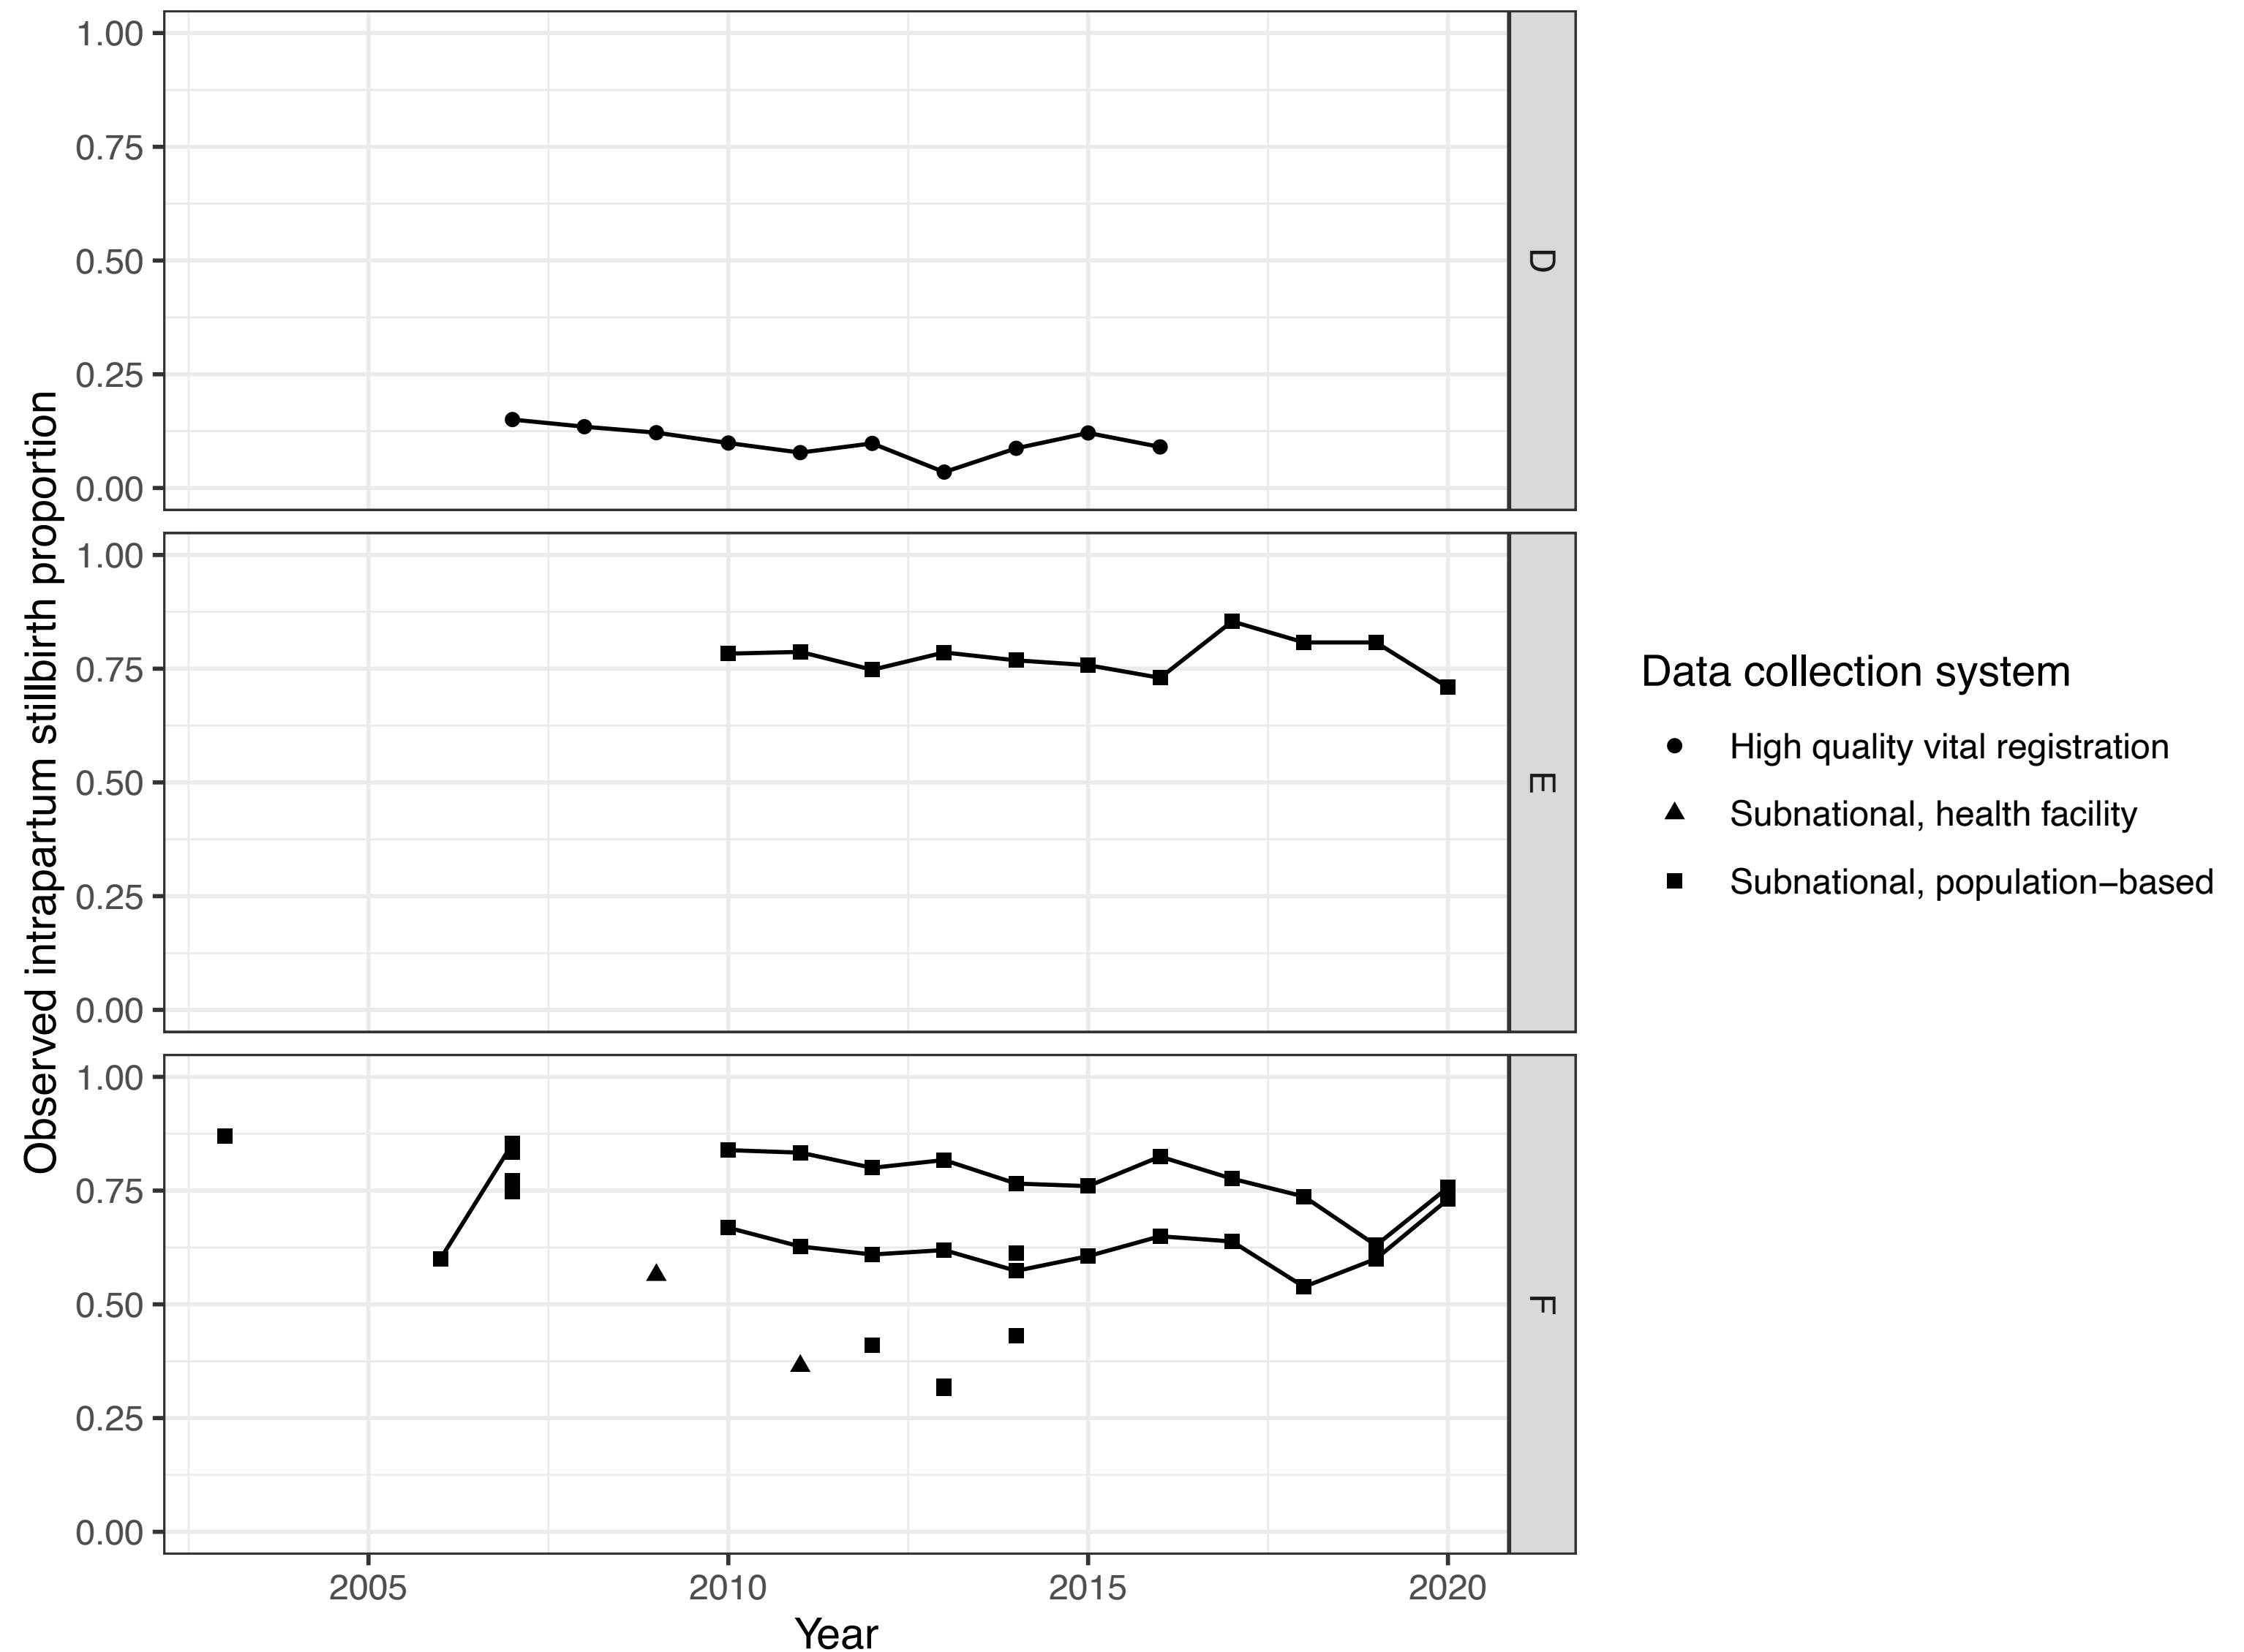 Observed intrapartum stillbirth proportion
1.00
0.75
0.50
0.25
0.00
D
1.00
0.75
0.50
0.25
0.00
E
1.00
0.75
0.50
0.25
0.00
F
2005
2010
2015
2020
Year
Data collection system
High quality vital registration
Subnational, health facility
Subnational, population−based